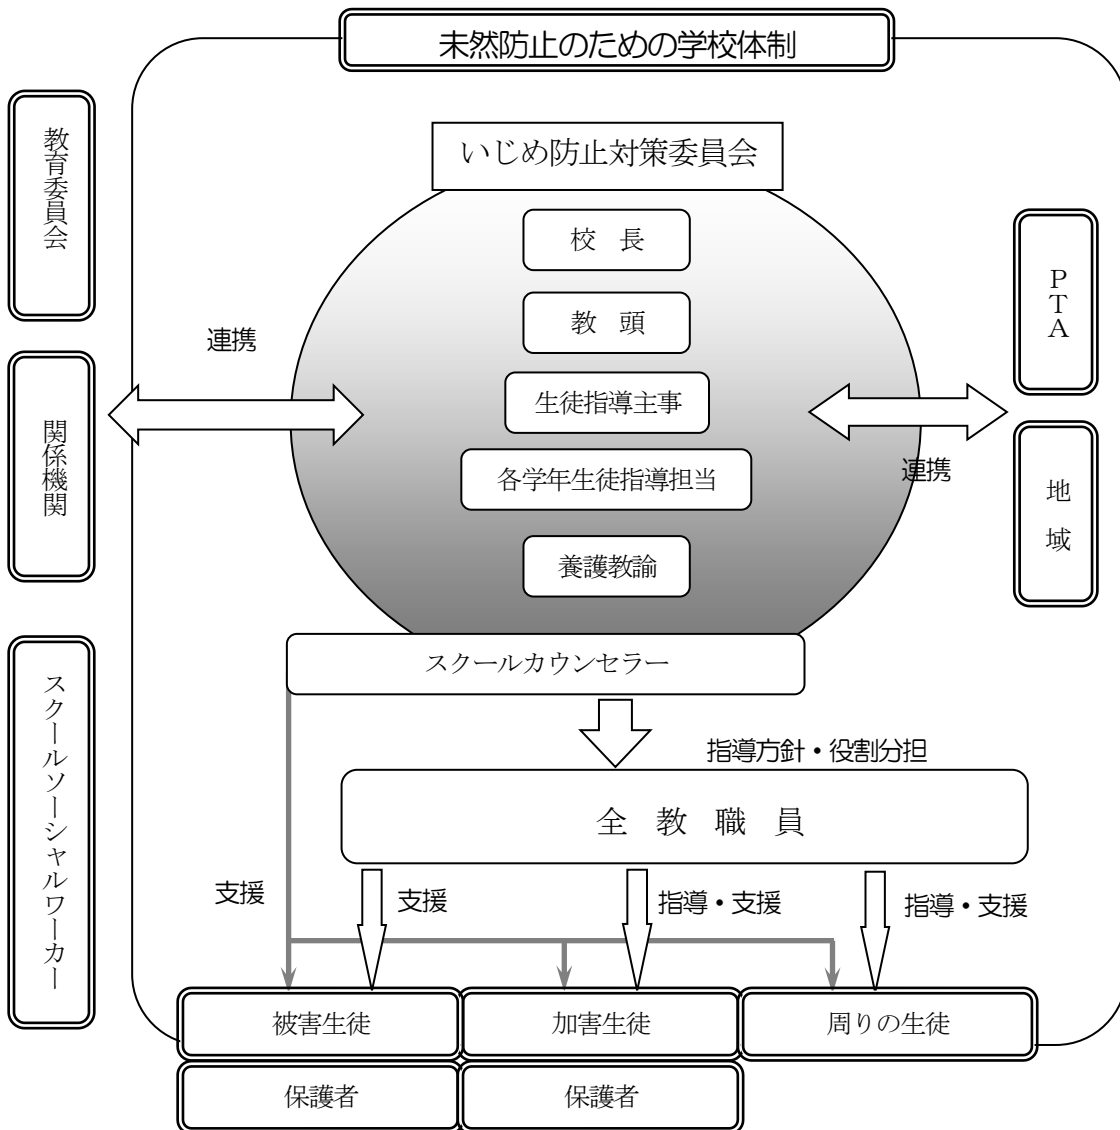 未然防止のための学校体制
教育委員会
関係機関
スクールソーシャルワーカー
いじめ防止対策委員会
校　長
教　頭
生徒指導主事
各学年生徒指導担当
養護教諭
スクールカウンセラー
連携
連携
PTA
地　域
指導方針・役割分担
全　教　職　員
支援
支援
指導・支援
指導・支援
被害生徒
加害生徒
周りの生徒
保護者
保護者